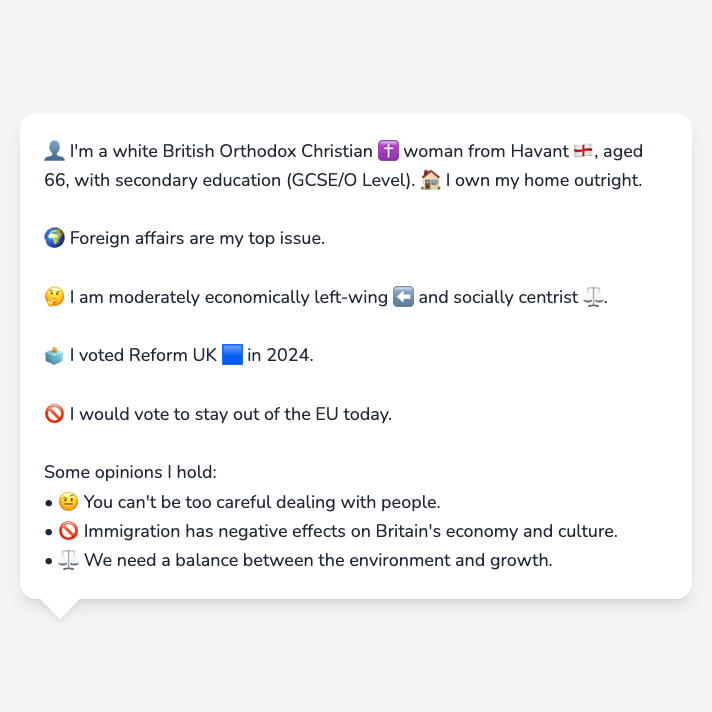 👤 I'm a white British Orthodox Christian ✝️ woman from Havant 🏴󠁧󠁢󠁥󠁮󠁧󠁿, aged
66, with secondary education (GCSE/O Level). 🏠 I own my home outright.
🌍 Foreign affairs are my top issue.
🤔 I am moderately economically left-wing ⬅️ and socially centrist ⚖️.
🗳️ I voted Reform UK 🟦 in 2024.
🚫 I would vote to stay out of the EU today.
Some opinions I hold:
• 🤨 You can't be too careful dealing with people.
• 🚫 Immigration has negative effects on Britain's economy and culture.
• ⚖️ We need a balance between the environment and growth.